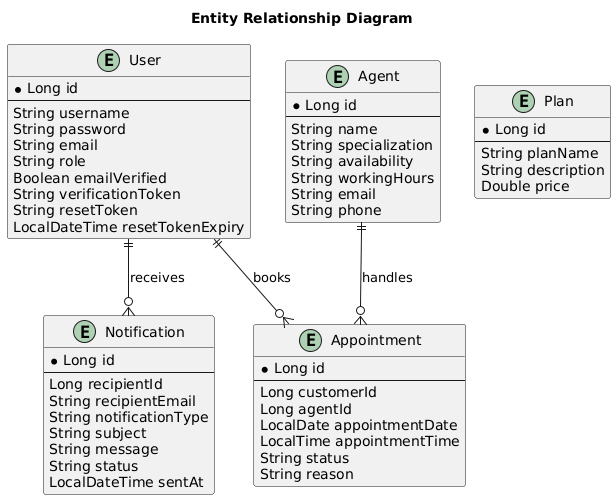 Entity Relationship Diagram
E User
* Long id
String username
String password
String email
String role
Boolean emailVerified
String verificationToken
String resetToken
LocalDateTime resetTokenExpiry
E Agent
* Long id
String name
String specialization
String availability
String workingHours
String email
String phone
E Plan
* Long id
String planName
String description
Double price
receives
books
handles
E Notification
* Long id
Long recipientId
String recipientEmail
String notificationType
String subject
String message
String status
LocalDateTime sentAt
E Appointment
* Long id
Long customerId
Long agentId
LocalDate appointmentDate
LocalTime appointmentTime
String status
String reason